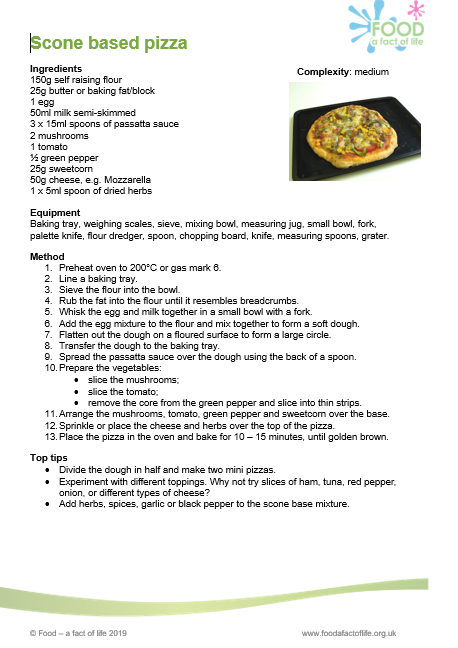 FOOD
a fact of life
Scone based pizza
Ingredients
Complexity: medium
150g self raising flour
25g butter or baking fat/block
1 egg
50ml milk semi-skimmed
3 x 15ml spoons of passatta sauce
2 mushrooms
1 tomato
½ green pepper
25g sweetcorn
50g cheese, e.g. Mozzarella
1 x 5ml spoon of dried herbs
Equipment
Baking tray, weighing scales, sieve, mixing bowl, measuring jug, small bowl, fork,
palette knife, flour dredger, spoon, chopping board, knife, measuring spoons, grater.
Method
1. Preheat oven to 200°C or gas mark 6.
2. Line a baking tray.
3. Sieve the flour into the bowl.
4. Rub the fat into the flour until it resembles breadcrumbs.
5. Whisk the egg and milk together in a small bowl with a fork.
6. Add the egg mixture to the flour and mix together to form a soft dough.
7. Flatten out the dough on a floured surface to form a large circle.
8. Transfer the dough to the baking tray.
9. Spread the passatta sauce over the dough using the back of a spoon.
10. Prepare the vegetables:
• slice the mushrooms;
• slice the tomato;
• remove the core from the green pepper and slice into thin strips.
11. Arrange the mushrooms, tomato, green pepper and sweetcorn over the base.
12. Sprinkle or place the cheese and herbs over the top of the pizza.
13. Place the pizza in the oven and bake for 10 – 15 minutes, until golden brown.
Top tips
• Divide the dough in half and make two mini pizzas.
• Experiment with different toppings. Why not try slices of ham, tuna, red pepper,
onion, or different types of cheese?
• Add herbs, spices, garlic or black pepper to the scone base mixture.
© Food – a fact of life 2019
www.foodafactoflife.org.uk